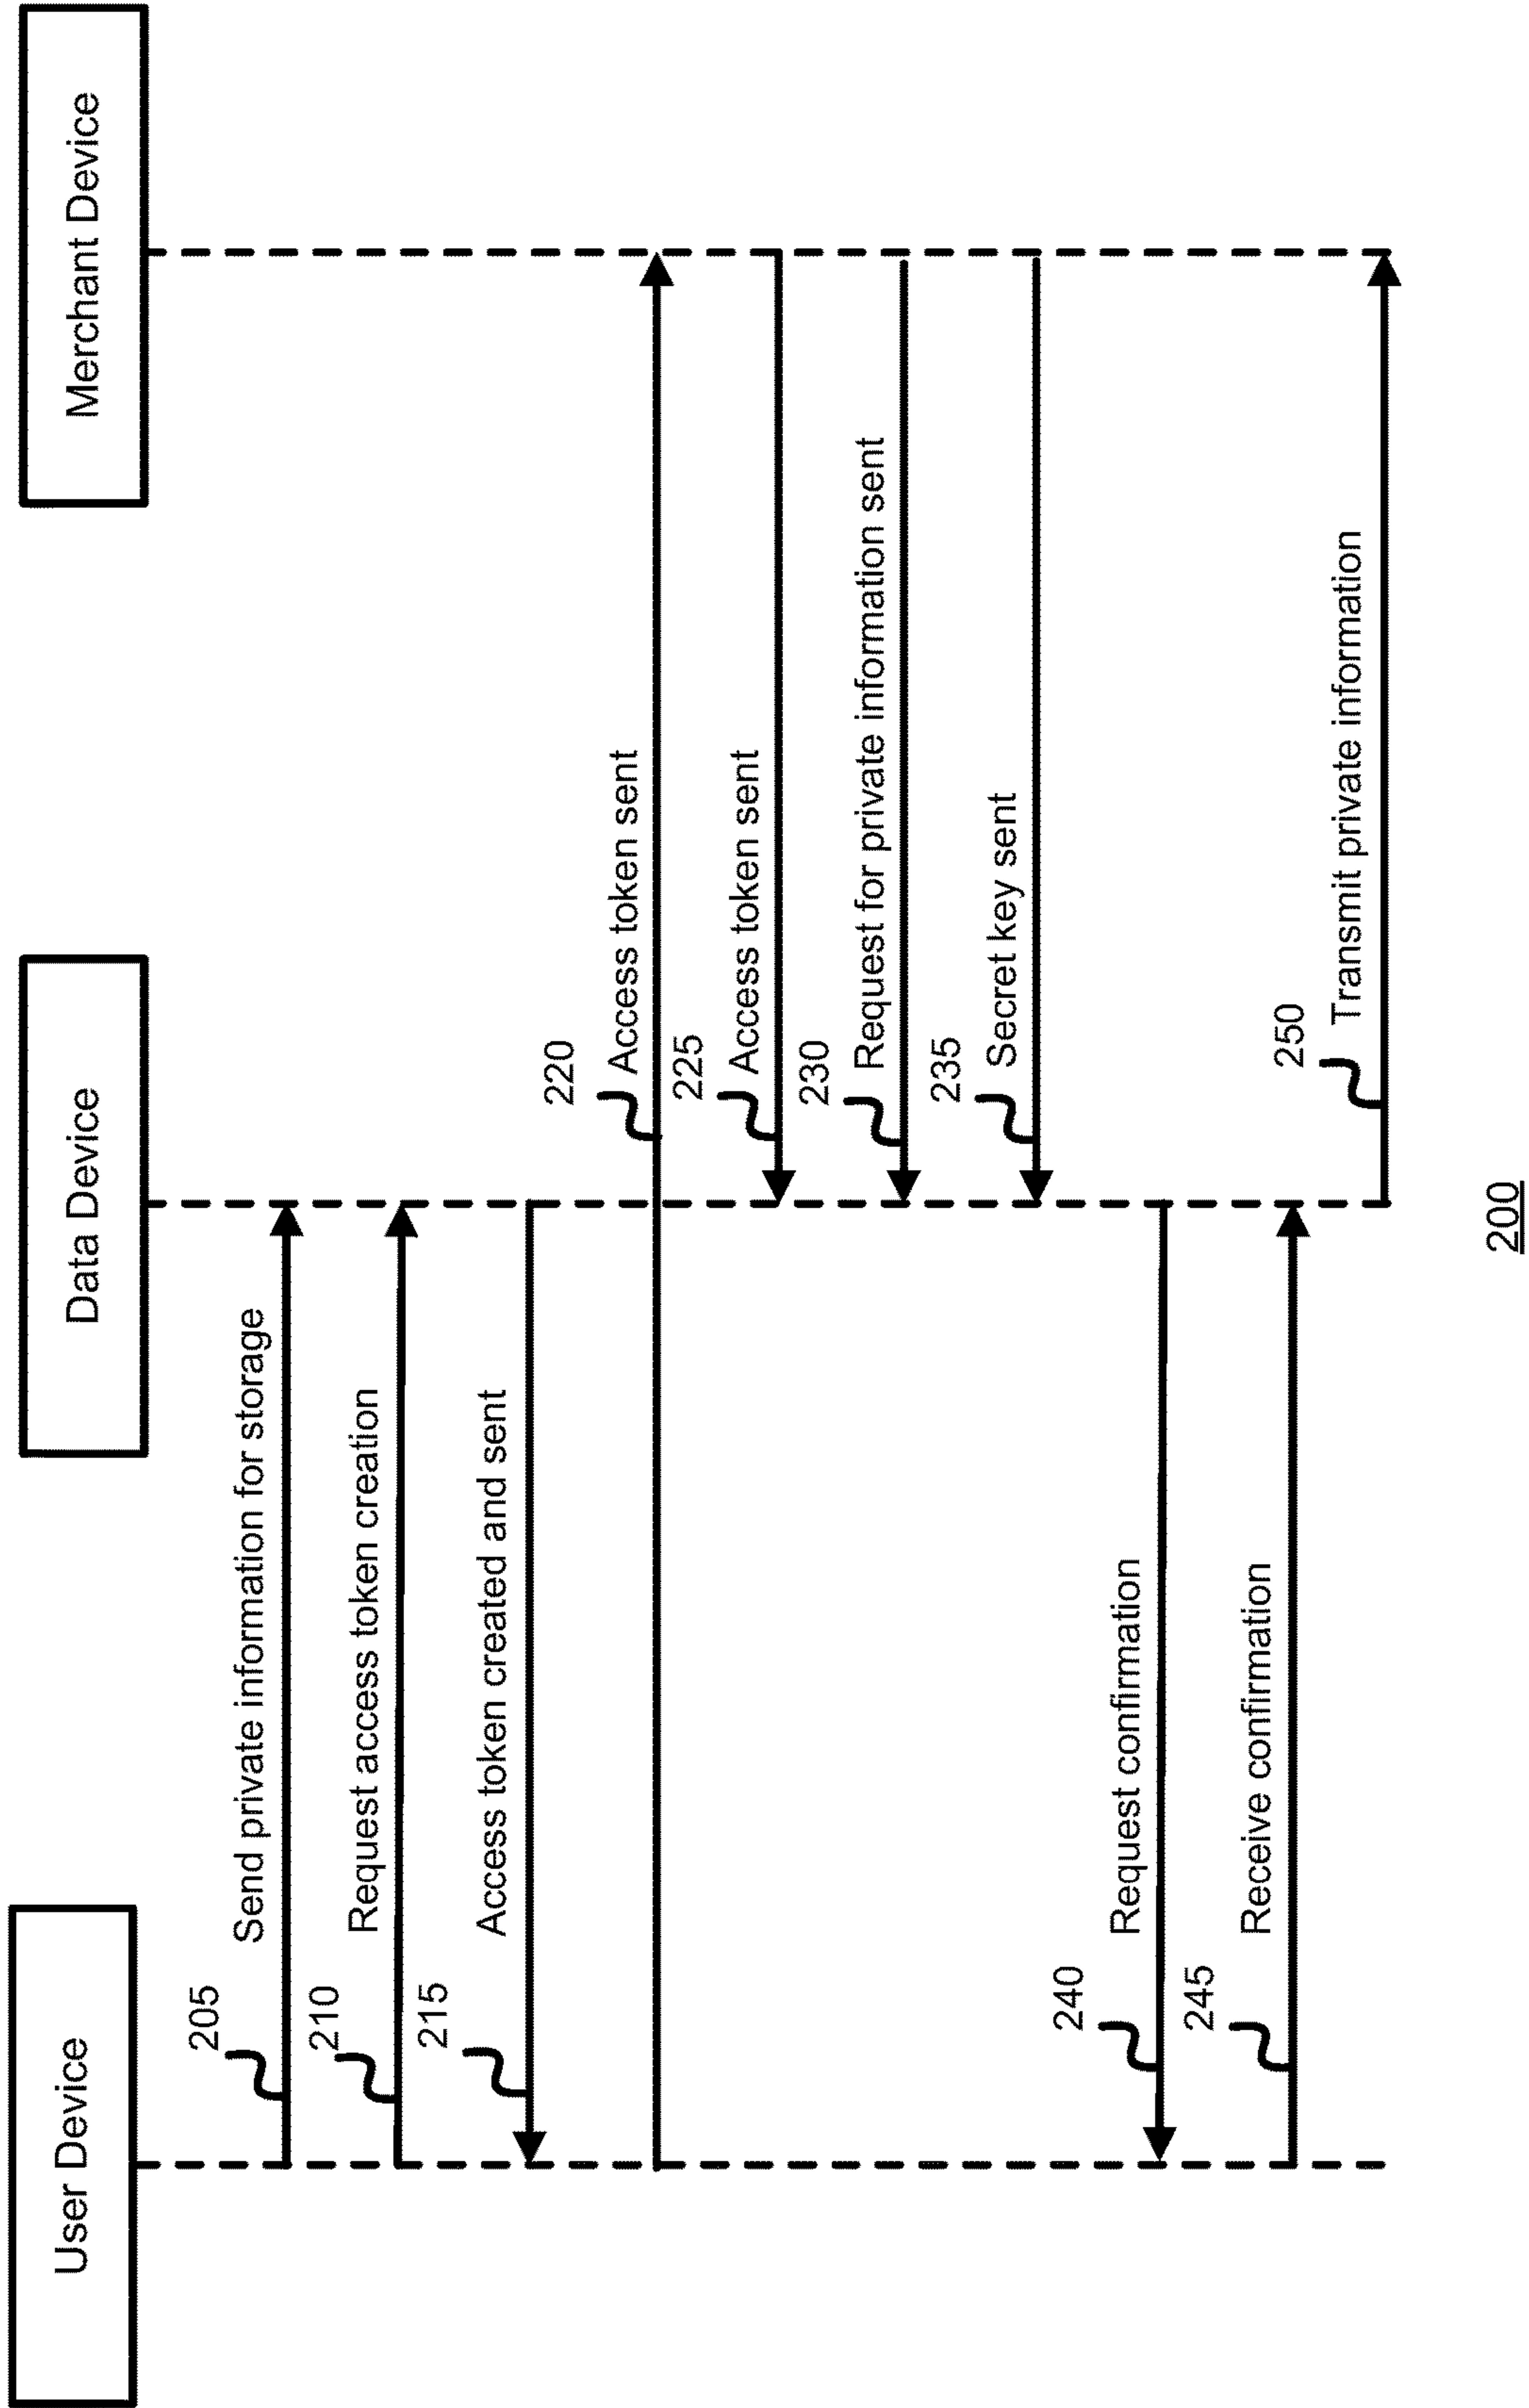 User Device
Data Device
Merchant Device
205
Send private information for storage
210
Request access token creation
215
Access token created and sent
220
Access token sent
225
Access token sent
230
Request for private information sent
235
Secret key sent
240
Request confirmation
245
Receive confirmation
250
Transmit private information
200